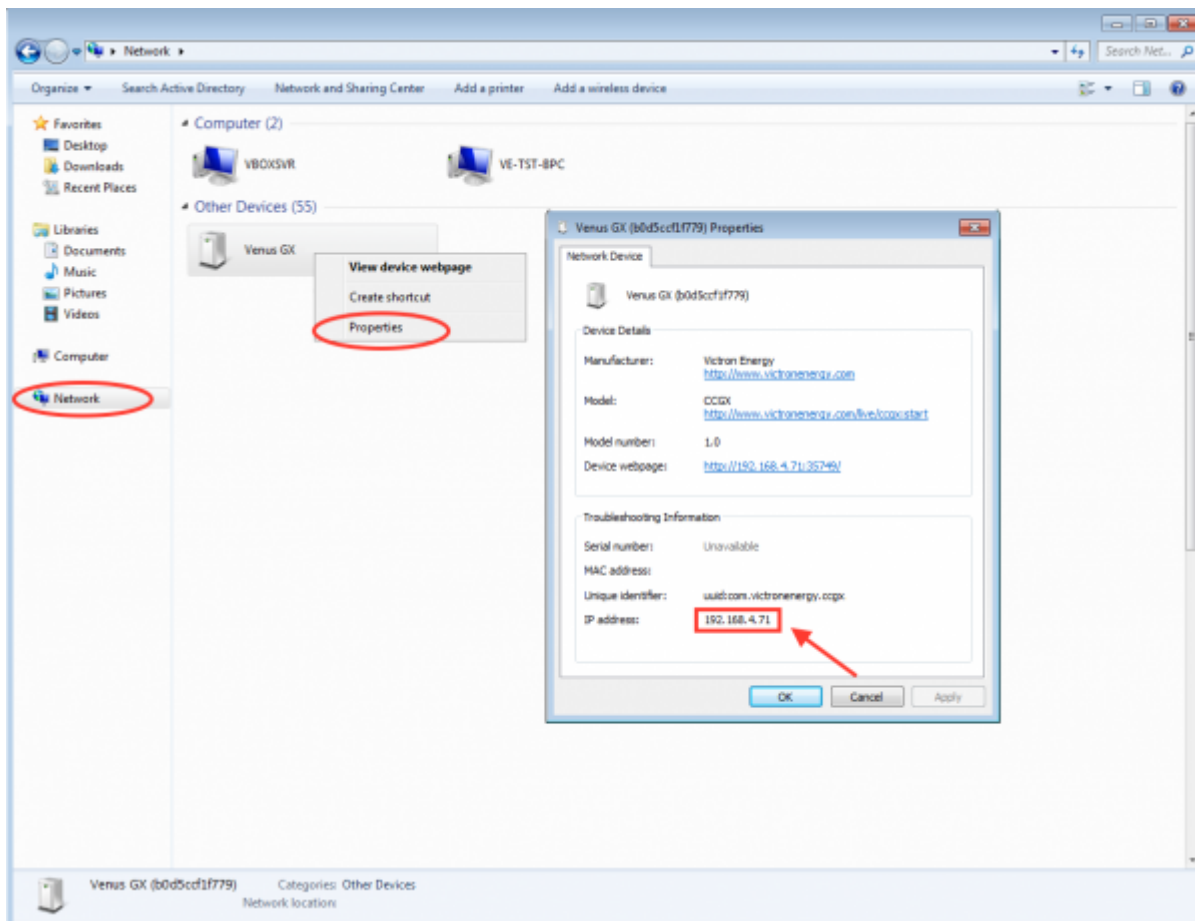 Network
Search Net...
Organize
Search Active Directory
Network and Sharing Center
Add a printer
Add a wireless device
Favorites
Desktop
Downloads
Recent Places
Libraries
Documents
Music
Pictures
Videos
Computer
Network
Computer (2)
VBOXSVR
VE-TST-8PC
Other Devices (55)
Venus GX
View device webpage
Create shortcut
Properties
Venus GX (b0d5ccf1f779) Properties
Network Device
Venus GX (b0d5ccf1f779)
Device Details
Manufacturer: Victron Energy
http://www.victronenergy.com
Model: CCGX
http://www.victronenergy.com/live/ccgx:start
Model number: 1.0
Device webpage: http://192.168.4.71:35749/
Troubleshooting Information
Serial number: Unavailable
MAC address:
Unique identifier: uuid:com.victronenergy.ccgx
IP address: 192.168.4.71
OK
Cancel
Apply
Venus GX (b0d5ccf1f779) Categories: Other Devices
Network location: